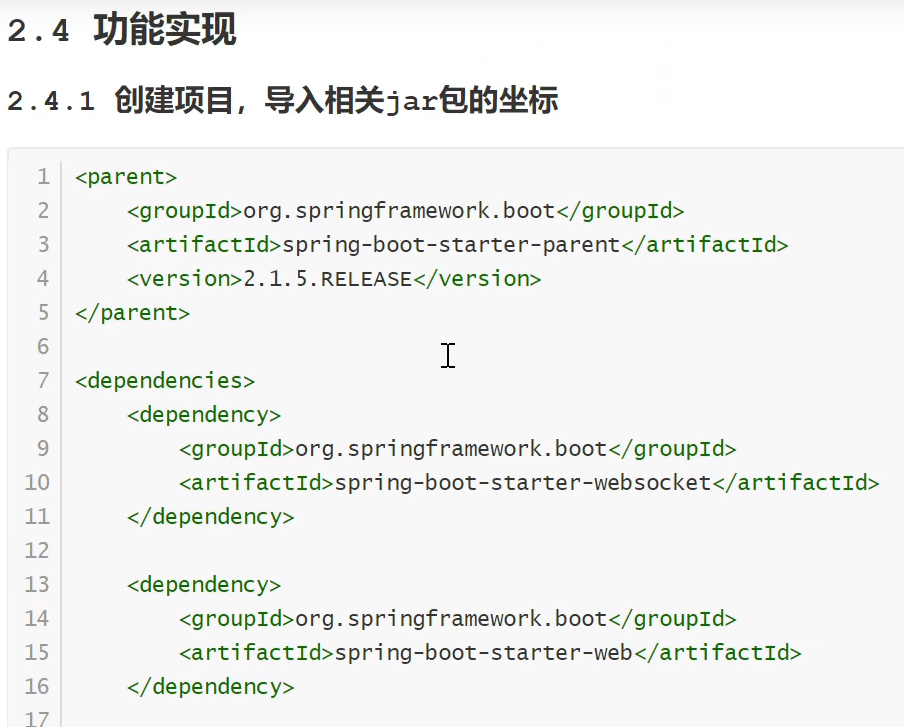 2.4 功能实现
2.4.1 创建项目，导入相关jar包的坐标
1 <parent>
2     <groupId>org.springframework.boot</groupId>
3     <artifactId>spring-boot-starter-parent</artifactId>
4     <version>2.1.5.RELEASE</version>
5 </parent>
6
7 <dependencies>
8     <dependency>
9         <groupId>org.springframework.boot</groupId>
10         <artifactId>spring-boot-starter-websocket</artifactId>
11     </dependency>
12
13     <dependency>
14         <groupId>org.springframework.boot</groupId>
15         <artifactId>spring-boot-starter-web</artifactId>
16     </dependency>
17